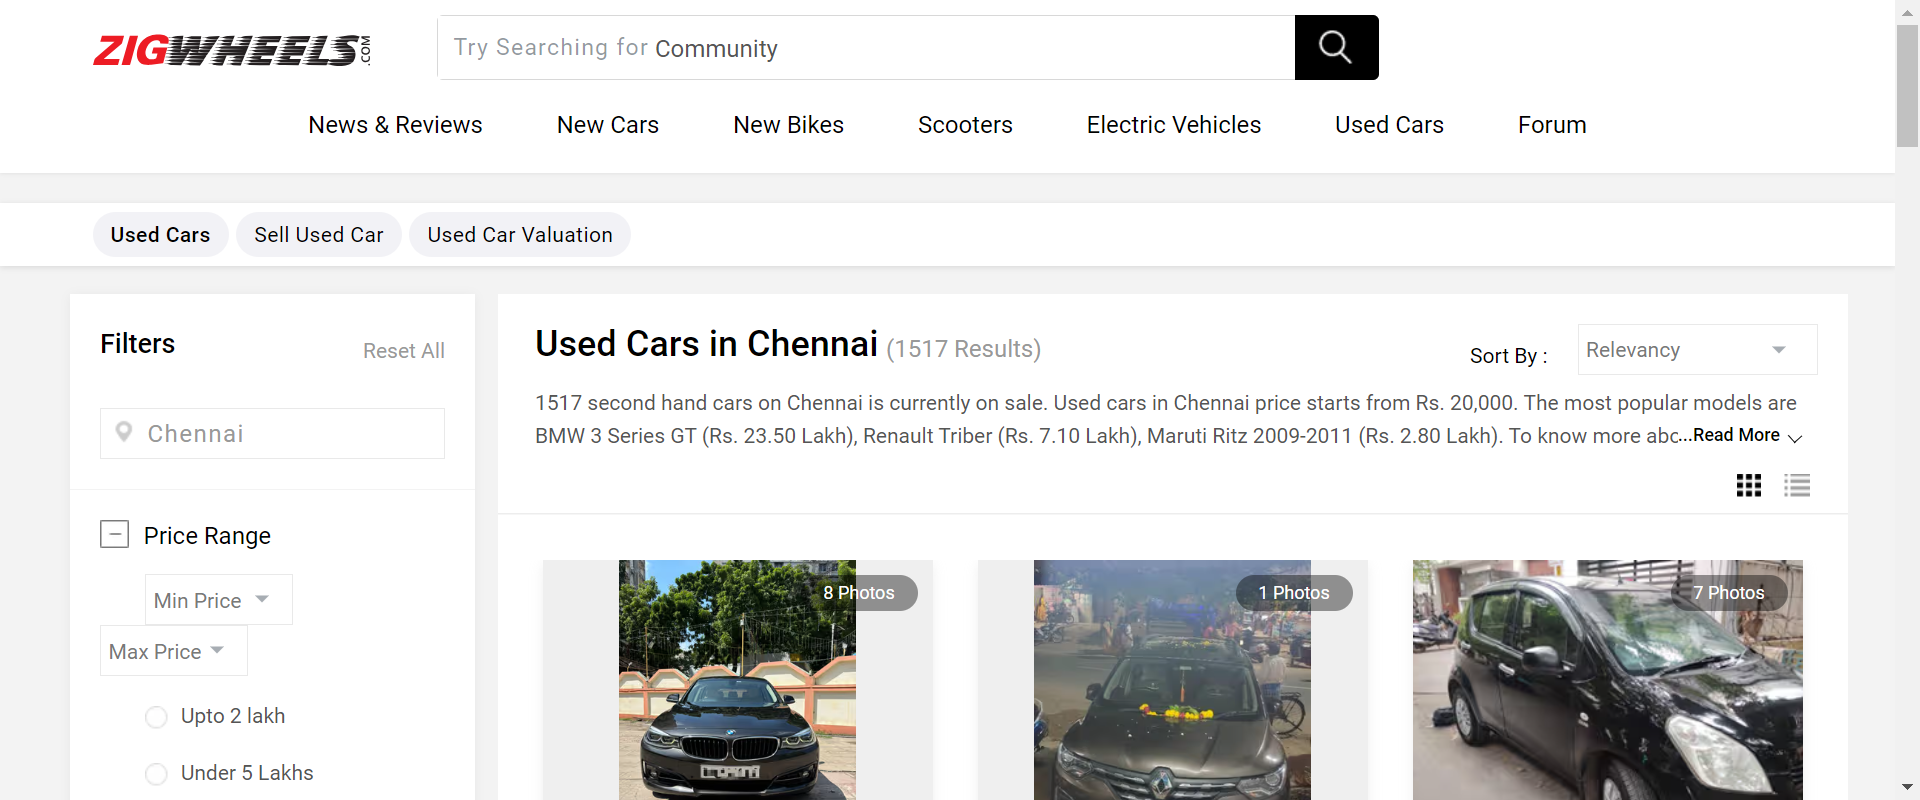 ZIGWHEELS.COM
Try Searching for Community
News & Reviews
New Cars
New Bikes
Scooters
Electric Vehicles
Used Cars
Forum
Used Cars
Sell Used Car
Used Car Valuation
Filters
Reset All
Chennai
Price Range
Min Price
Max Price
Upto 2 lakh
Under 5 Lakhs
Used Cars in Chennai (1517 Results)
Sort By :
Relevancy
1517 second hand cars on Chennai is currently on sale. Used cars in Chennai price starts from Rs. 20,000. The most popular models are
BMW 3 Series GT (Rs. 23.50 Lakh), Renault Triber (Rs. 7.10 Lakh), Maruti Ritz 2009-2011 (Rs. 2.80 Lakh). To know more abc...Read More
8 Photos
1 Photos
7 Photos